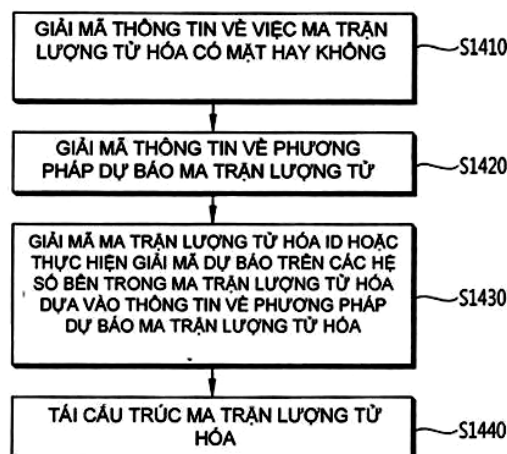 GIẢI MÃ THÔNG TIN VỀ VIỆC MA TRẬN
LƯỢNG TỬ HÓA CÓ MẶT HAY KHÔNG
S1410
GIẢI MÃ THÔNG TIN VỀ PHƯƠNG
PHÁP DỰ BÁO MA TRẬN LƯỢNG TỬ
S1420
GIẢI MÃ MA TRẬN LƯỢNG TỬ HÓA ID HOẶC
THỰC HIỆN GIẢI MÃ DỰ BÁO TRÊN CÁC HỆ
SỐ BÊN TRONG MA TRẬN LƯỢNG TỬ HÓA
DỰA VÀO THÔNG TIN VỀ PHƯƠNG PHÁP
DỰ BÁO MA TRẬN LƯỢNG TỬ HÓA
S1430
TÁI CẤU TRÚC MA TRẬN LƯỢNG TỬ
HÓA
S1440